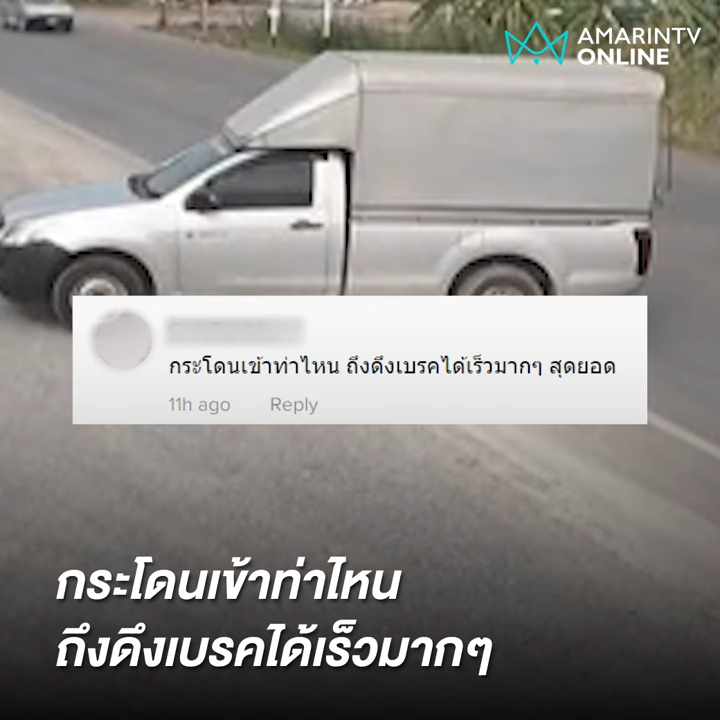 AMARINTV
ONLINE
กระโดนเข้าท่าไหน ถึงดึงเบรคได้เร็วมากๆ สุดยอด
11h ago Reply
กระโดนเข้าท่าไหน
ถึงดึงเบรคได้เร็วมากๆ